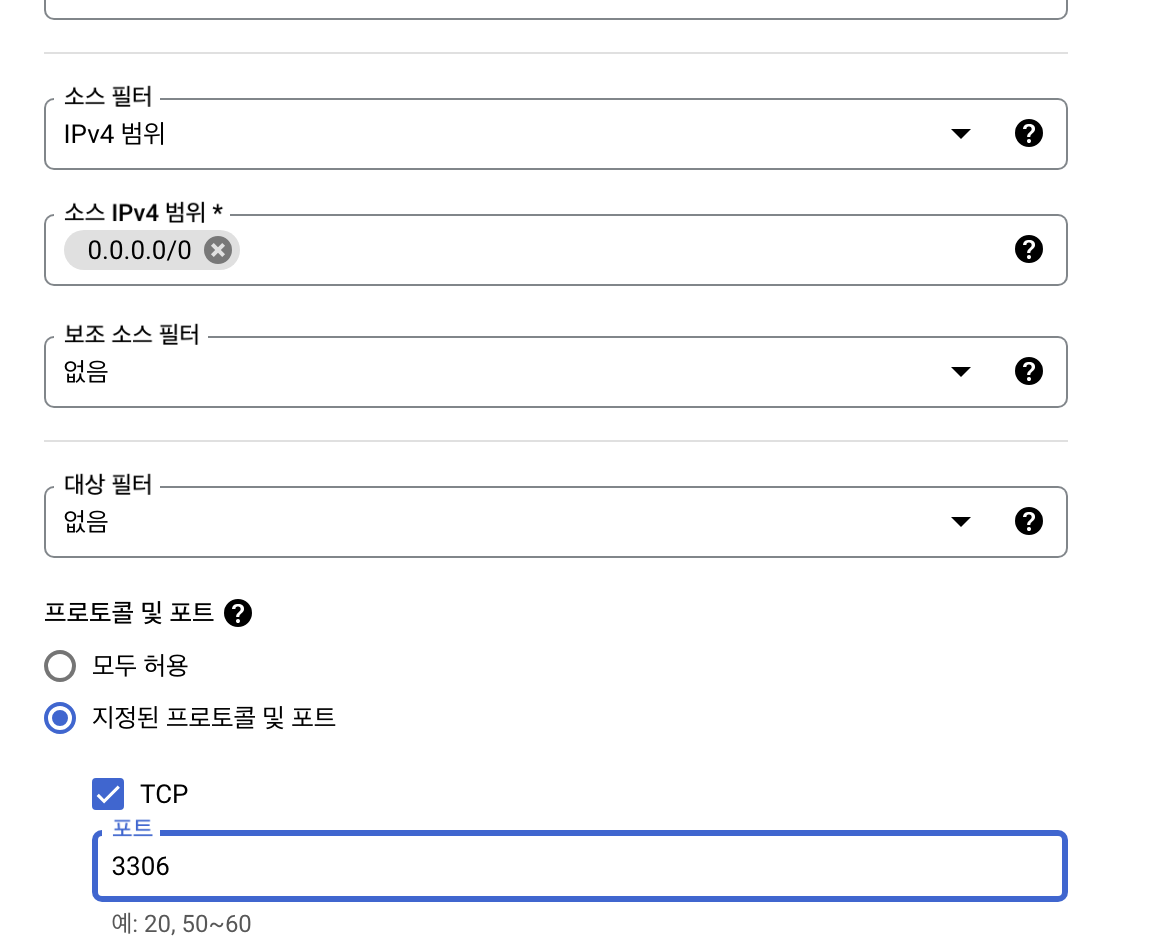 소스 필터
IPv4 범위
소스 IPv4 범위 *
0.0.0.0/0
보조 소스 필터
없음
대상 필터
없음
프로토콜 및 포트
모두 허용
지정된 프로토콜 및 포트
TCP
포트
3306
예: 20, 50~60